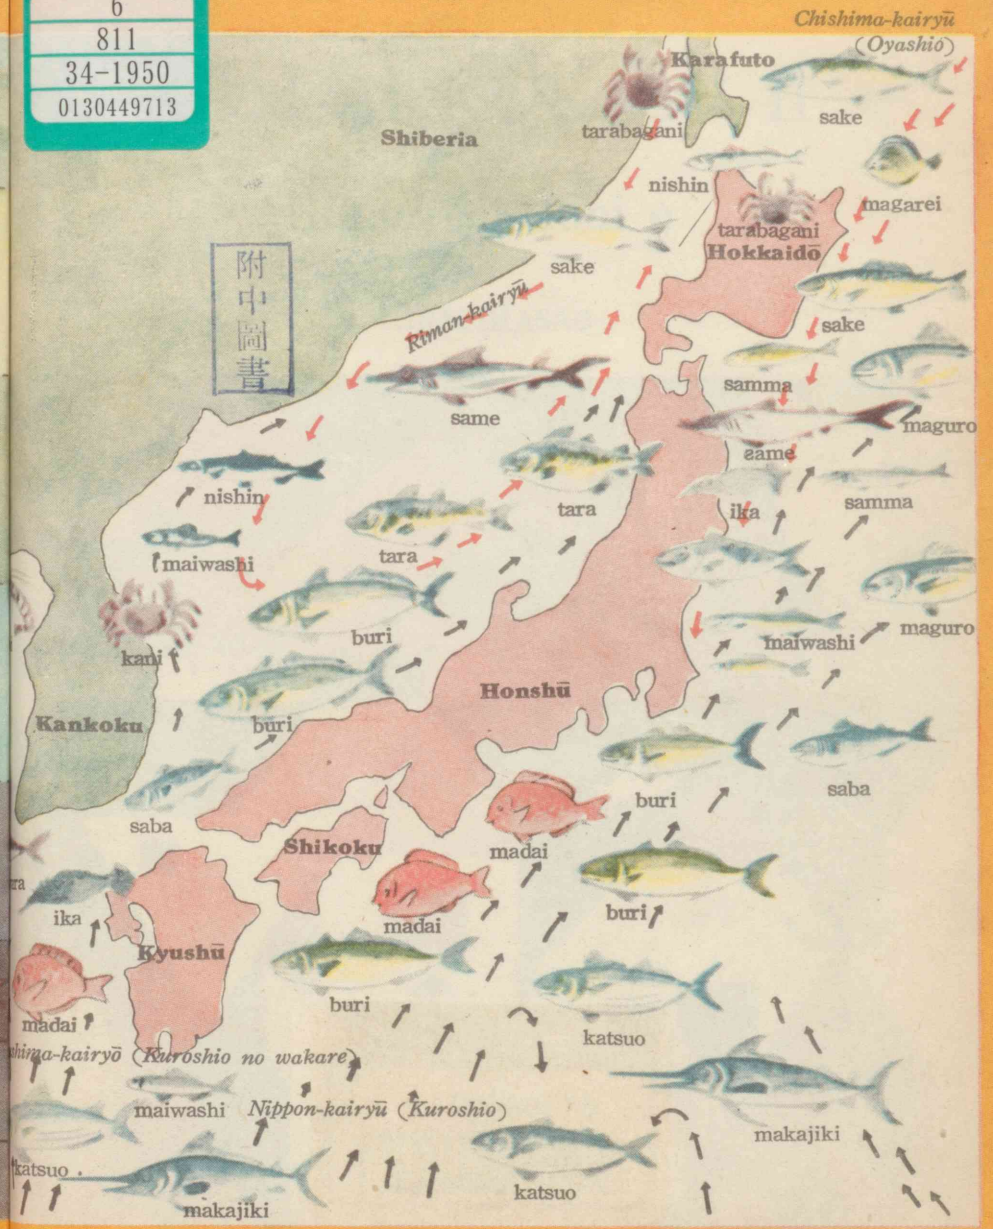 6
811
34-1950
0130449713
Chishima-kairyū
(Oyashio)
Karafuto
tarabagani
sake
Shiberia
nishin
magarei
tarabagani
Hokkaidō
附中圖書
sake
Riman-kairyū
sake
samma
same
maguro
same
nishin
tara
ika
samma
maiwashi
tara
buri
maiwashi
maguro
kani
Honshū
Kankoku
buri
buri
saba
saba
Shikoku
madai
ra
ika
madai
buri
Kyushū
buri
madai
katsuo
hima-kairyō (Kuroshio no wakare)
maiwashi
Nippon-kairyū (Kuroshio)
makajiki
katsuo
katsuo
makajiki